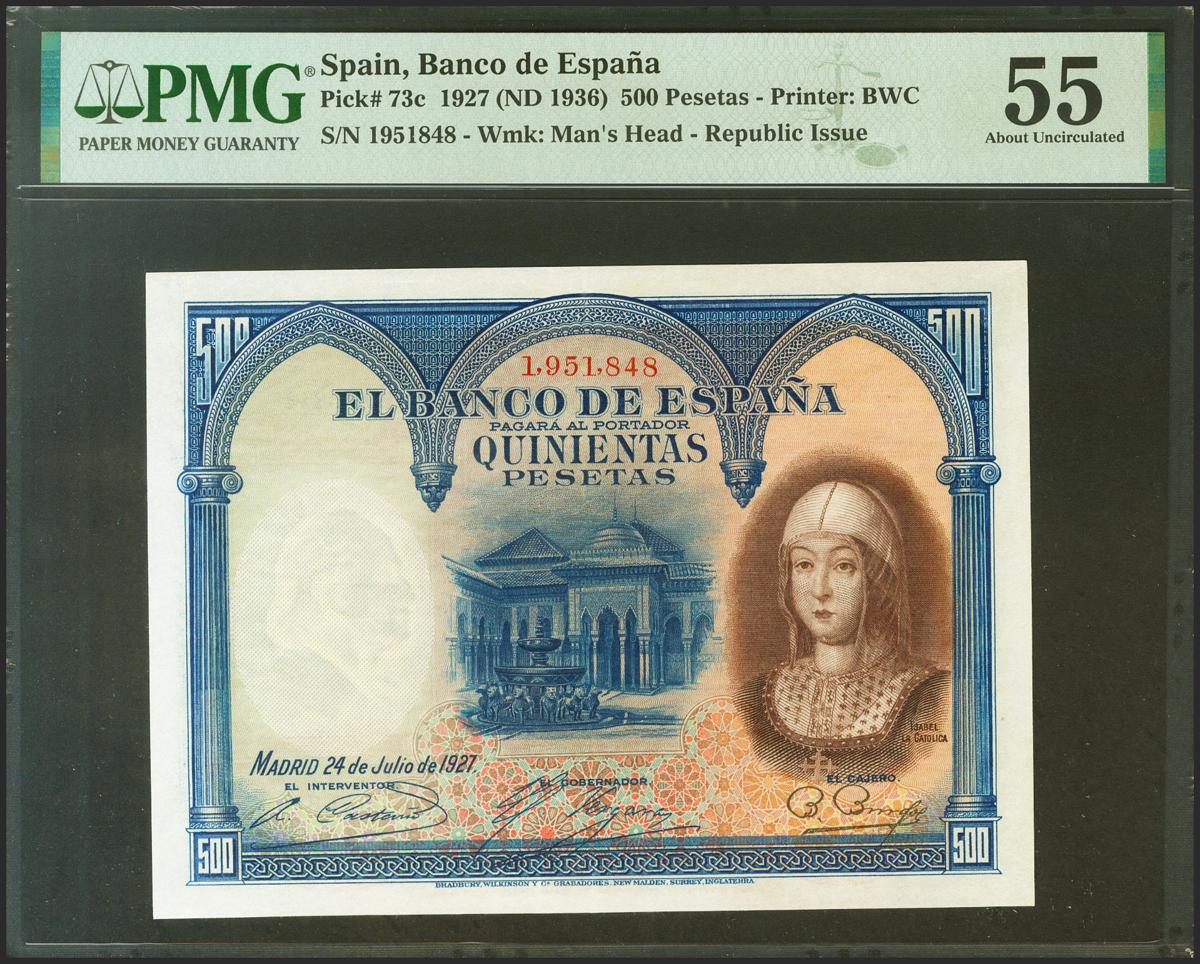 PMG®
PAPER MONEY GUARANTY
Spain, Banco de España
Pick# 73c 1927 (ND 1936) 500 Pesetas - Printer: BWC
S/N 1951848 - Wmk: Man's Head - Republic Issue
55
About Uncirculated
500
500
1,951,848
EL BANCO DE ESPAÑA
PAGARÁ AL PORTADOR
QUINIENTAS
PESETAS
ISABEL
LA CATOLICA
MADRID 24 de Julio de 1927.
EL INTERVENTOR.
EL GOBERNADOR.
EL CAJERO.
500
500
BRADBURY, WILKINSON Y Cª GRABADORES, NEW MALDEN, SURREY, INGLATERRA